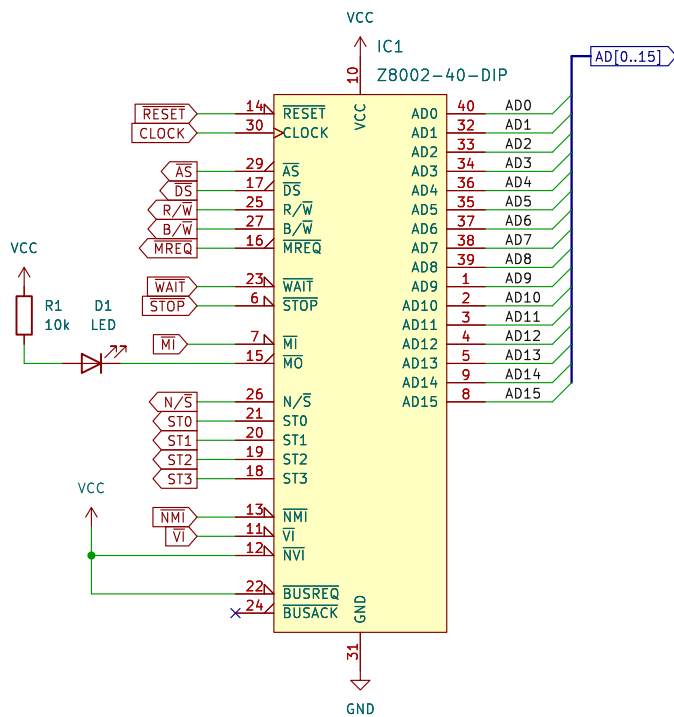 VCC
IC1
AD[0..15]
Z8002-40-DIP
10
VCC
RESET 14 RESET
CLOCK 30 CLOCK
AS 29 AS
DS 17 DS
R/W 25 R/W
B/W 27 B/W
MREQ 16 MREQ
WAIT 23 WAIT
STOP 6 STOP
MI 7 MI
15 MO
N/S 26 N/S
ST0 21 ST0
ST1 20 ST1
ST2 19 ST2
ST3 18 ST3
NMI 13 NMI
VI 11 VI
12 NVI
22 BUSREQ
24 BUSACK
VCC
R1
10k
D1
LED
VCC
AD0 40 AD0
AD1 32 AD1
AD2 33 AD2
AD3 34 AD3
AD4 36 AD4
AD5 35 AD5
AD6 37 AD6
AD7 38 AD7
AD8 39 AD8
AD9 1 AD9
AD10 2 AD10
AD11 3 AD11
AD12 4 AD12
AD13 5 AD13
AD14 9 AD14
AD15 8 AD15
GND
31
GND